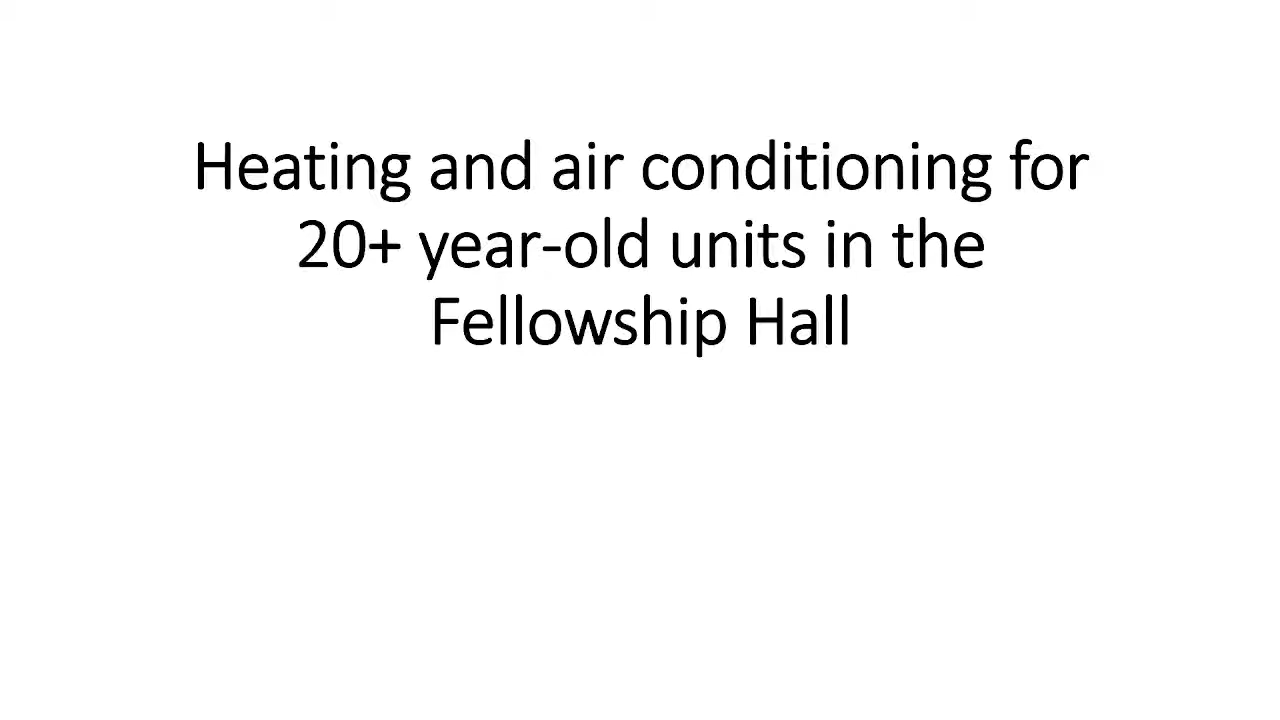 Heating and air conditioning for
20+ year-old units in the
Fellowship Hall